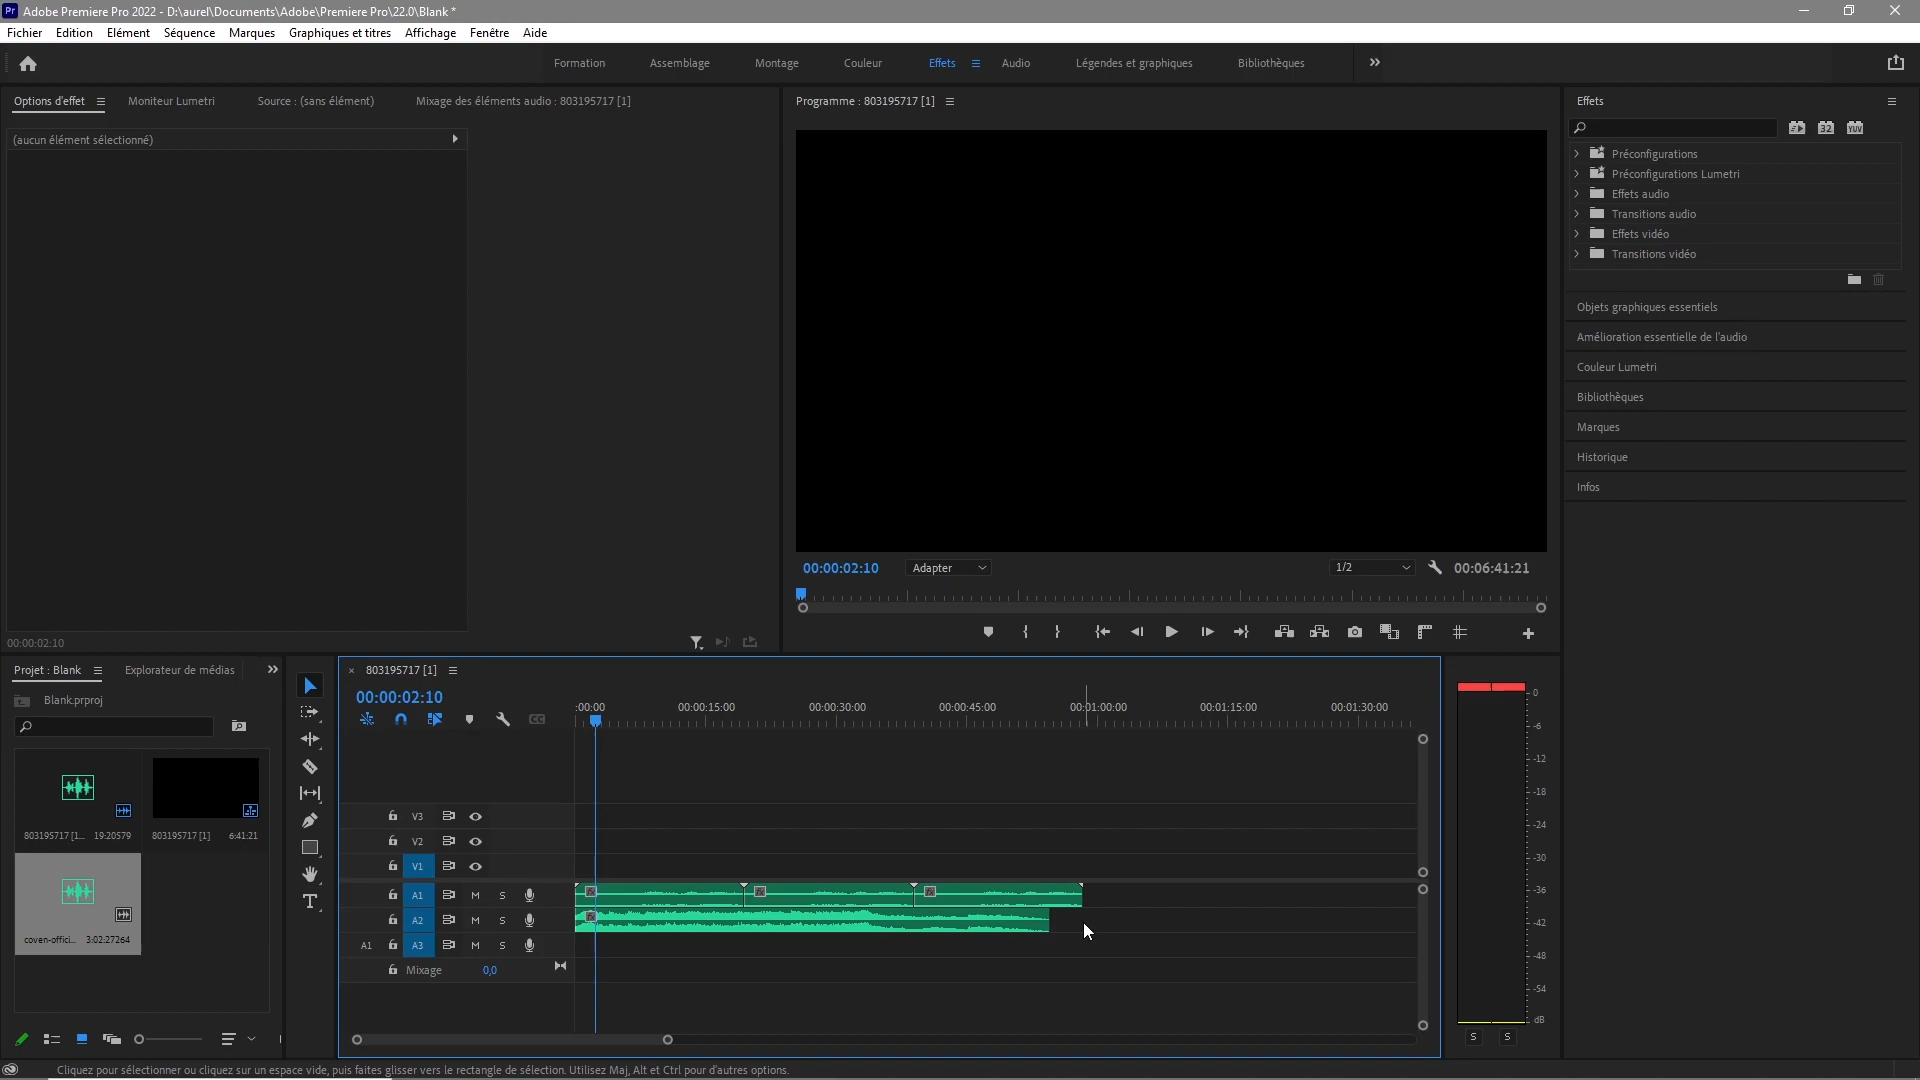 Adobe Premiere Pro 2022 - D:\aurel\Documents\Adobe\Premiere Pro\22.0\Blank *
Fichier Edition Elément Séquence Marques Graphiques et titres Affichage Fenêtre Aide
Formation Assemblage Montage Couleur Effets Audio Légendes et graphiques Bibliothèques
Options d'effet Moniteur Lumetri Source : (sans élément) Mixage des éléments audio : 803195717 [1]
(aucun élément sélectionné)
00:00:02:10
Programme : 803195717 [1]
00:00:02:10 Adapter 1/2 00:06:41:21
Effets
32 YUV
Préconfigurations
Préconfigurations Lumetri
Effets audio
Transitions audio
Effets vidéo
Transitions vidéo
Objets graphiques essentiels
Amélioration essentielle de l'audio
Couleur Lumetri
Bibliothèques
Marques
Historique
Infos
Projet : Blank Explorateur de médias
Blank.prproj
803195717 [1... 19:20579
803195717 [1] 6:41:21
coven-offici... 3:02:27264
803195717 [1]
00:00:02:10
:00:00 00:00:15:00 00:00:30:00 00:00:45:00 00:01:00:00 00:01:15:00 00:01:30:00
V3
V2
V1
A1 M S
A2 M S
A1 A3 M S
Mixage 0,0
0
-6
-12
-18
-24
-30
-36
-42
-48
-54
dB
S S
Cliquez pour sélectionner ou cliquez sur un espace vide, puis faites glisser vers le rectangle de sélection. Utilisez Maj, Alt et Ctrl pour d'autres options.